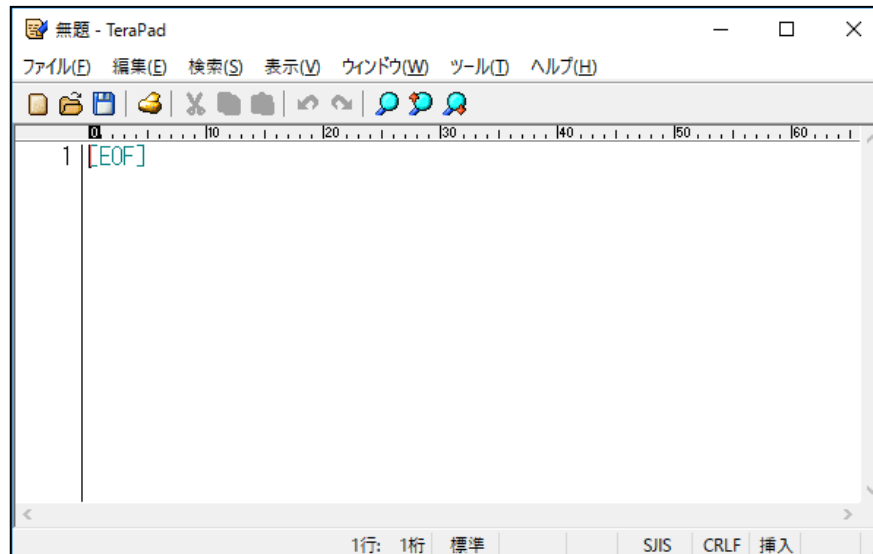 無題 - TeraPad
ファイル(F) 編集(E) 検索(S) 表示(V) ウィンドウ(W) ツール(T) ヘルプ(H)
0 10 20 30 40 50 60
1 [EOF]
1行: 1桁 標準 SJIS CRLF 挿入